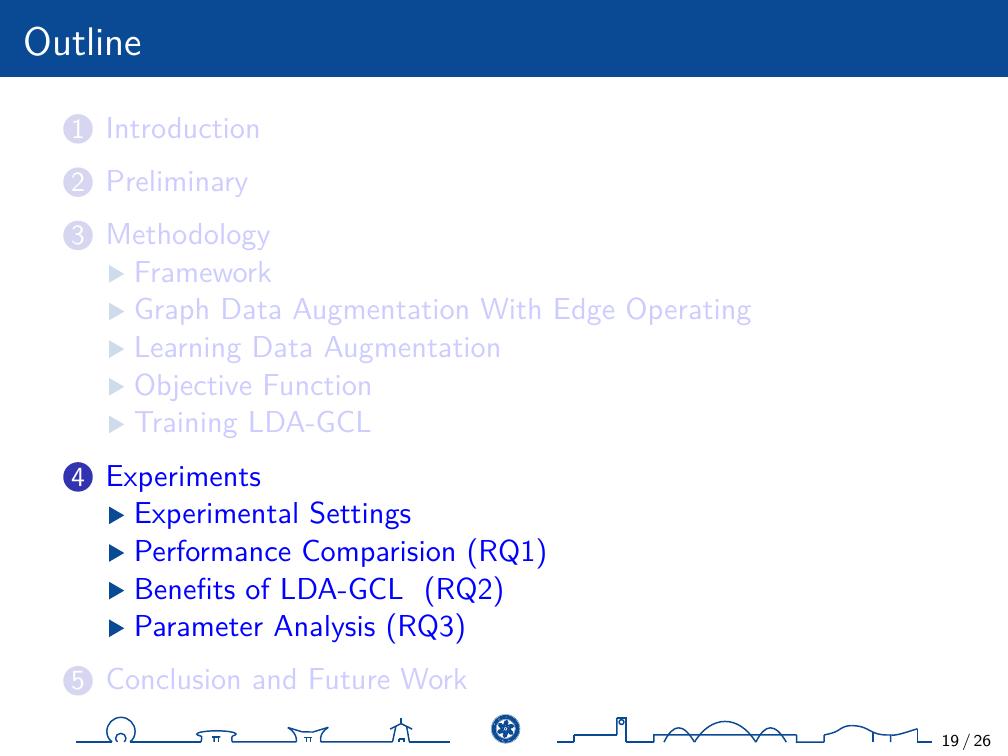 Outline
1 Introduction
2 Preliminary
3 Methodology
▶ Framework
▶ Graph Data Augmentation With Edge Operating
▶ Learning Data Augmentation
▶ Objective Function
▶ Training LDA-GCL
4 Experiments
▶ Experimental Settings
▶ Performance Comparision (RQ1)
▶ Benefits of LDA-GCL (RQ2)
▶ Parameter Analysis (RQ3)
5 Conclusion and Future Work
19 / 26